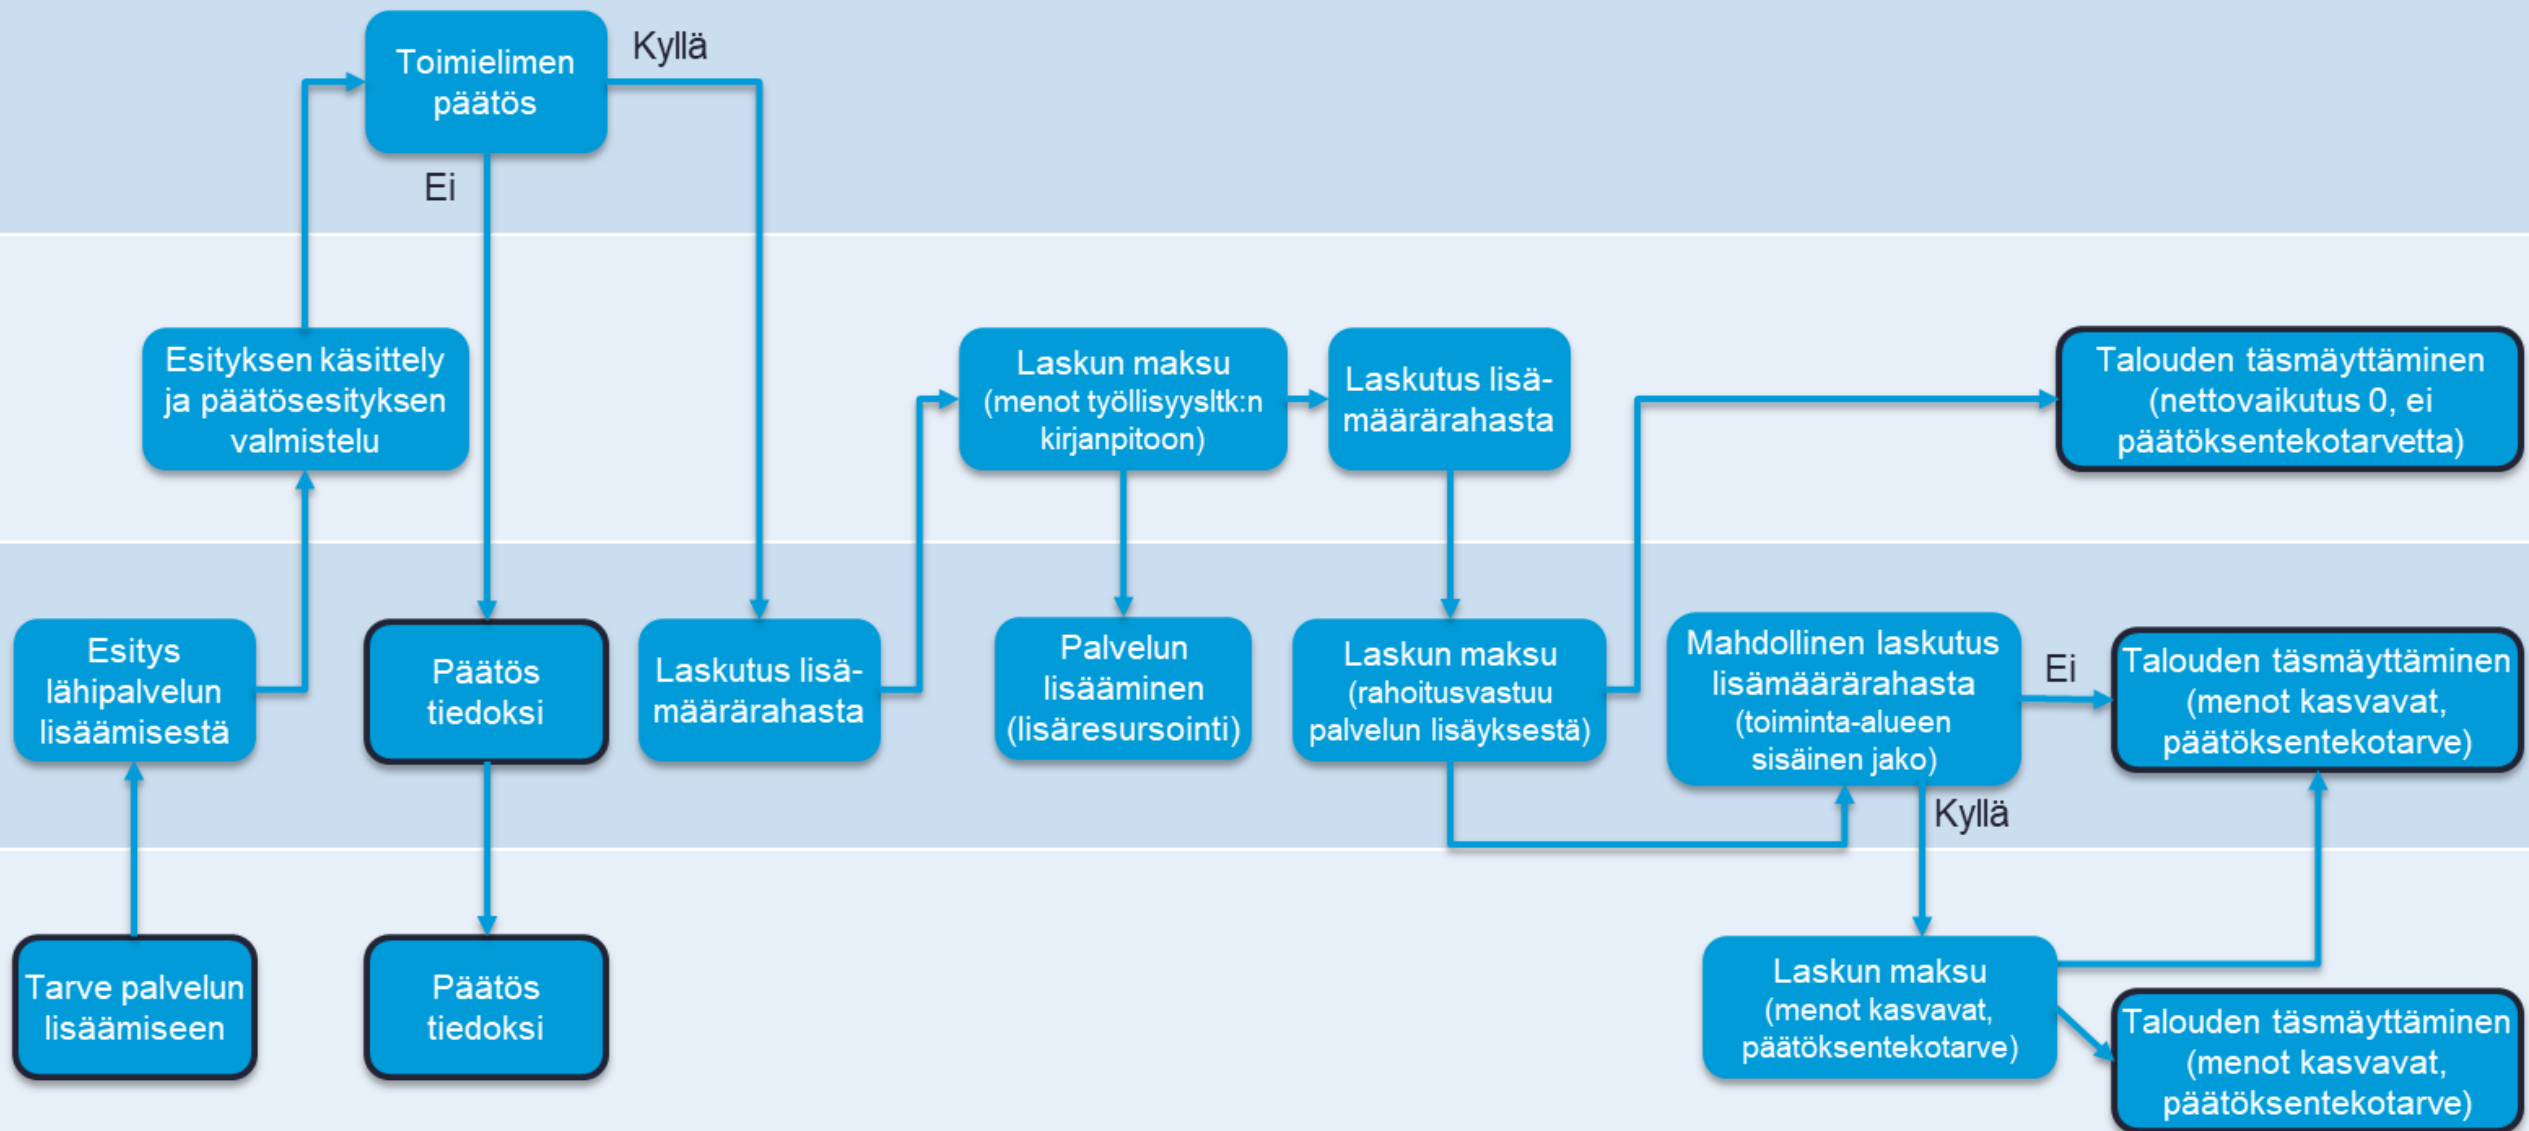 Toimielimen
päätös
Kyllä
Ei
Esityksen käsittely
ja päätösesityksen
valmistelu
Laskun maksu
(menot työllisyysltk:n
kirjanpitoon)
Laskutus lisä-
määrärahasta
Talouden täsmäyttäminen
(nettovaikutus 0, ei
päätöksentekotarvetta)
Esitys
lähipalvelun
lisäämisestä
Päätös
tiedoksi
Laskutus lisä-
määrärahasta
Palvelun
lisääminen
(lisäresursointi)
Laskun maksu
(rahoitusvastuu
palvelun lisäyksestä)
Mahdollinen laskutus
lisämäärärahasta
(toiminta-alueen
sisäinen jako)
Ei
Talouden täsmäyttäminen
(menot kasvavat,
päätöksentekotarve)
Kyllä
Tarve palvelun
lisäämiseen
Päätös
tiedoksi
Laskun maksu
(menot kasvavat,
päätöksentekotarve)
Talouden täsmäyttäminen
(menot kasvavat,
päätöksentekotarve)